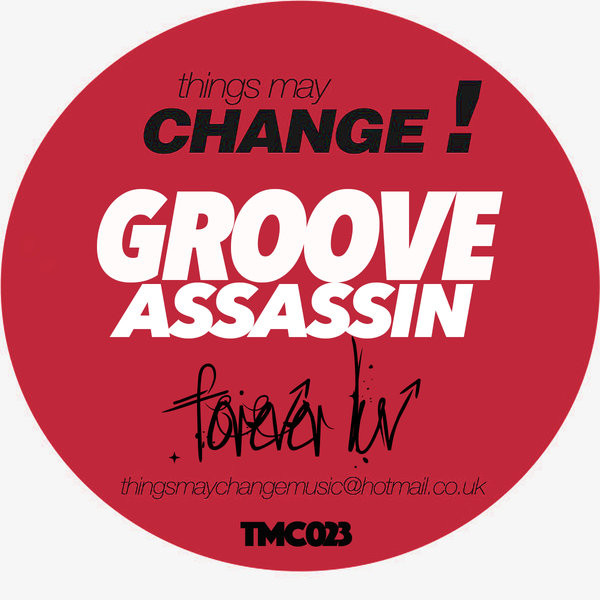 things may
CHANGE!
GROOVE
ASSASSIN
forever luv
thingsmaychangemusic@hotmail.co.uk
TMC023